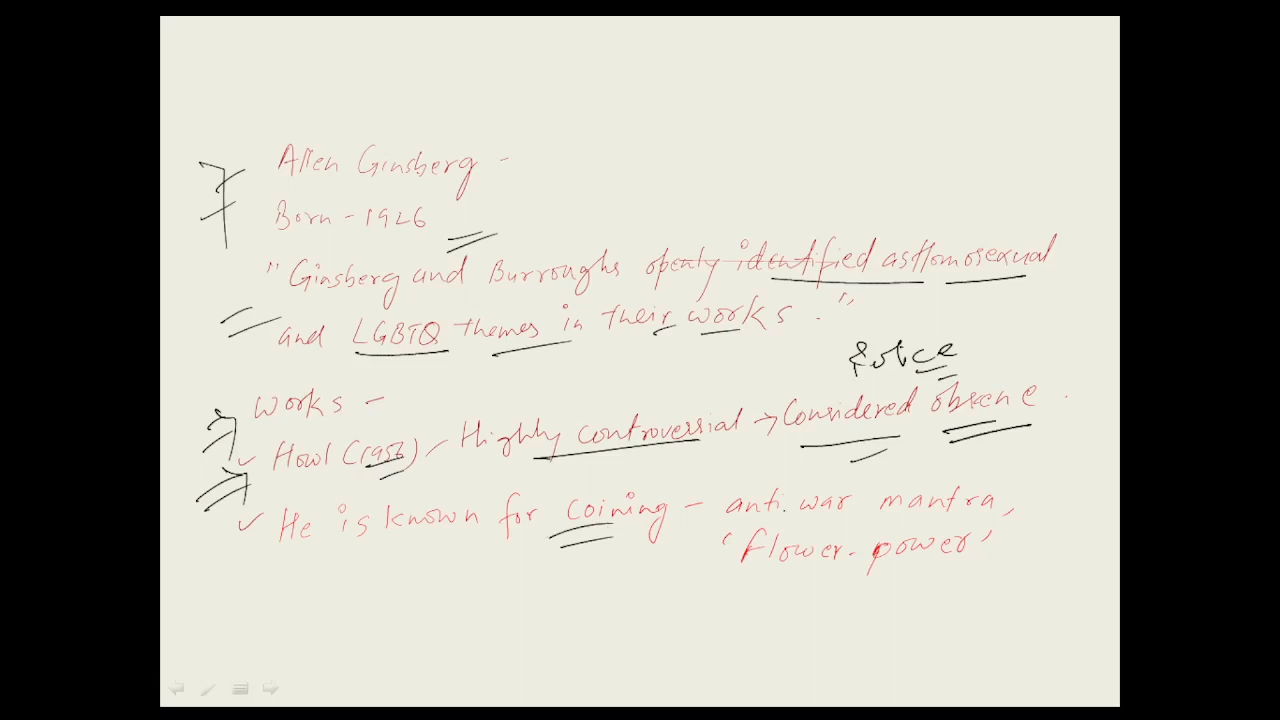 Allen Ginsberg -
Born - 1926
"Ginsberg and Burroughs openly identified as Homosexual
and LGBTQ themes in their works."
Works -
✓ Howl (1956), Highly controversial → Considered obscene.
✓ He is known for coining - anti-war mantra,
'flower-power'